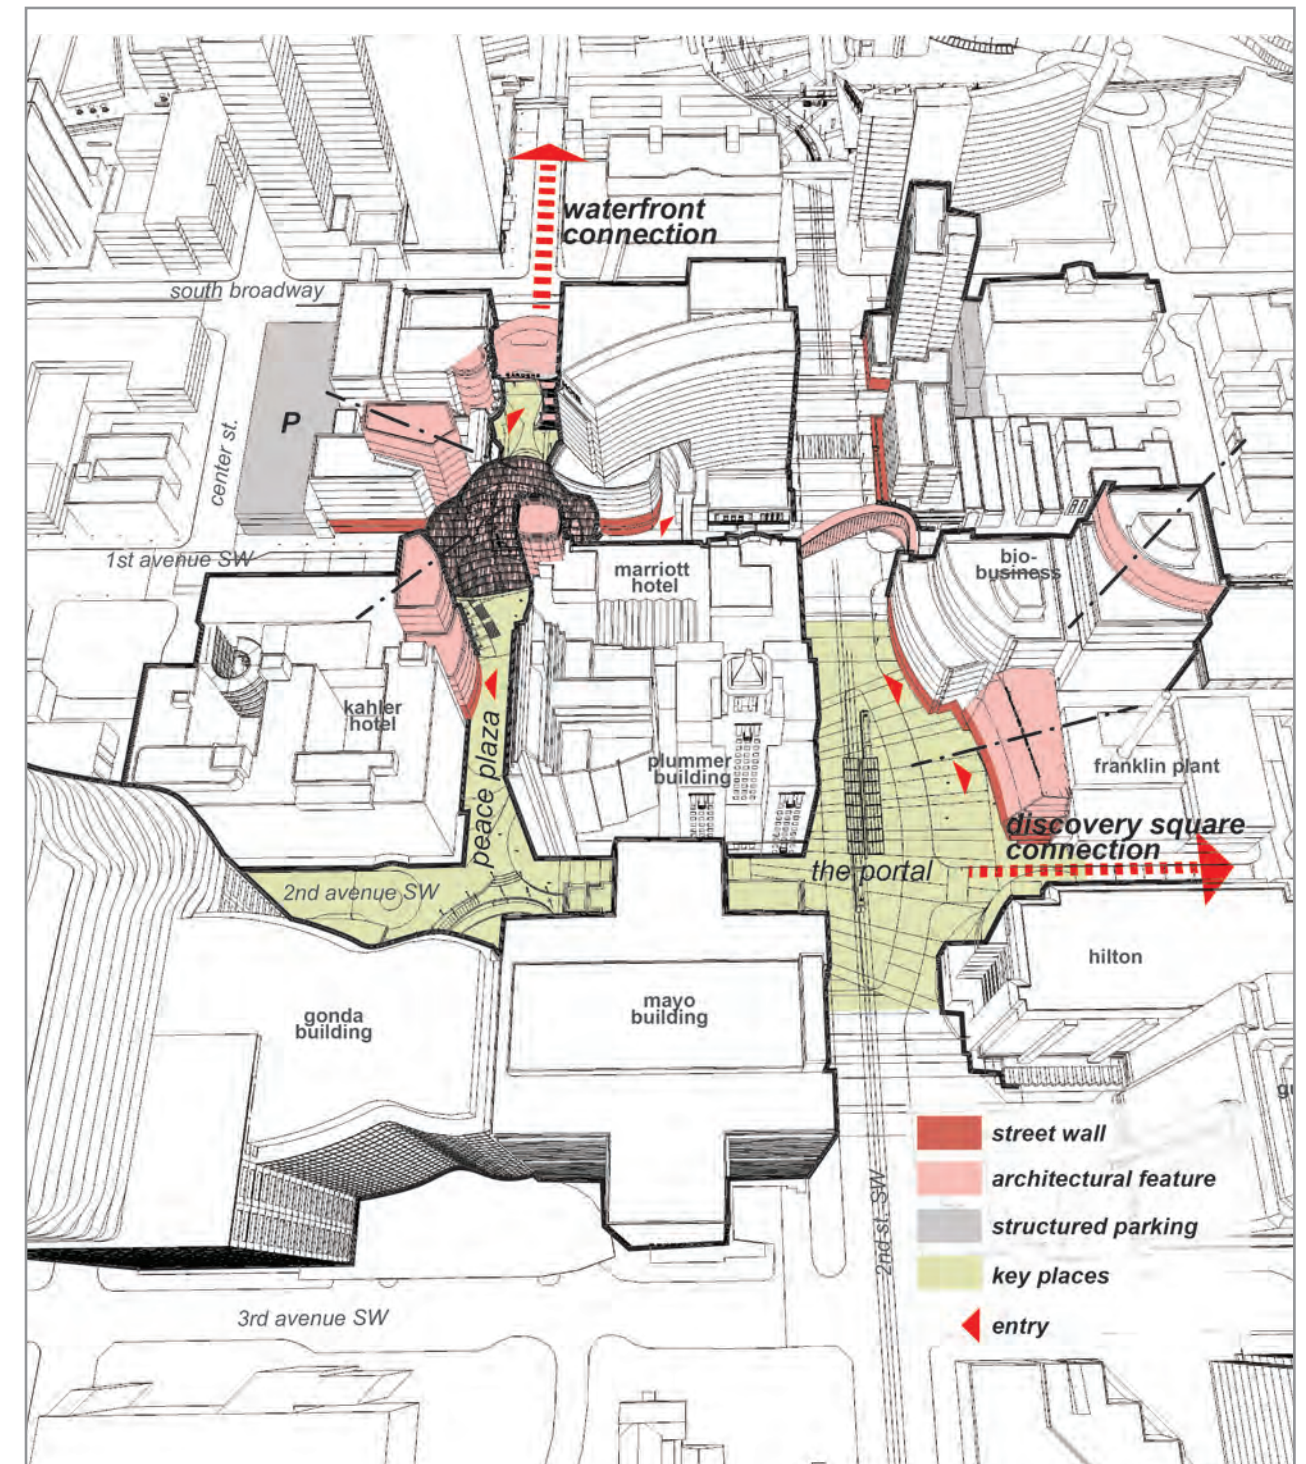 waterfront
connection
south broadway
P
center st.
1st avenue SW
marriott
hotel
bio-
business
kahler
hotel
peace plaza
plummer
building
franklin plant
discovery square
connection
the portal
2nd avenue SW
hilton
gonda
building
mayo
building
2nd st. SW
3rd avenue SW
street wall
architectural feature
structured parking
key places
entry